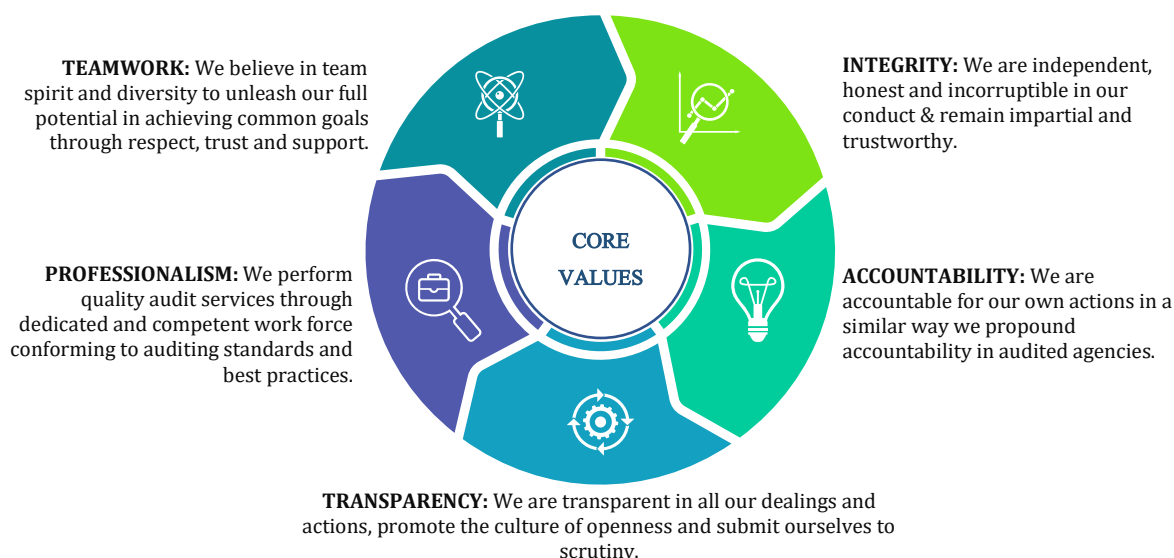 TEAMWORK: We believe in team
spirit and diversity to unleash our full
potential in achieving common goals
through respect, trust and support.
INTEGRITY: We are independent,
honest and incorruptible in our
conduct & remain impartial and
trustworthy.
CORE
VALUES
PROFESSIONALISM: We perform
quality audit services through
dedicated and competent work force
conforming to auditing standards and
best practices.
ACCOUNTABILITY: We are
accountable for our own actions in a
similar way we propound
accountability in audited agencies.
TRANSPARENCY: We are transparent in all our dealings and
actions, promote the culture of openness and submit ourselves to
scrutiny.